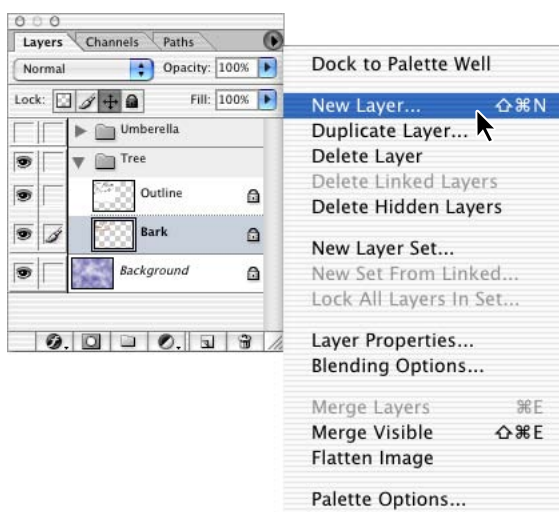 Layers Channels Paths
Normal Opacity: 100%
Lock: Fill: 100%
Umberella
Tree
Outline
Bark
Background
Dock to Palette Well
New Layer... ⇧⌘N
Duplicate Layer...
Delete Layer
Delete Linked Layers
Delete Hidden Layers
New Layer Set...
New Set From Linked...
Lock All Layers In Set...
Layer Properties...
Blending Options...
Merge Layers ⌘E
Merge Visible ⇧⌘E
Flatten Image
Palette Options...